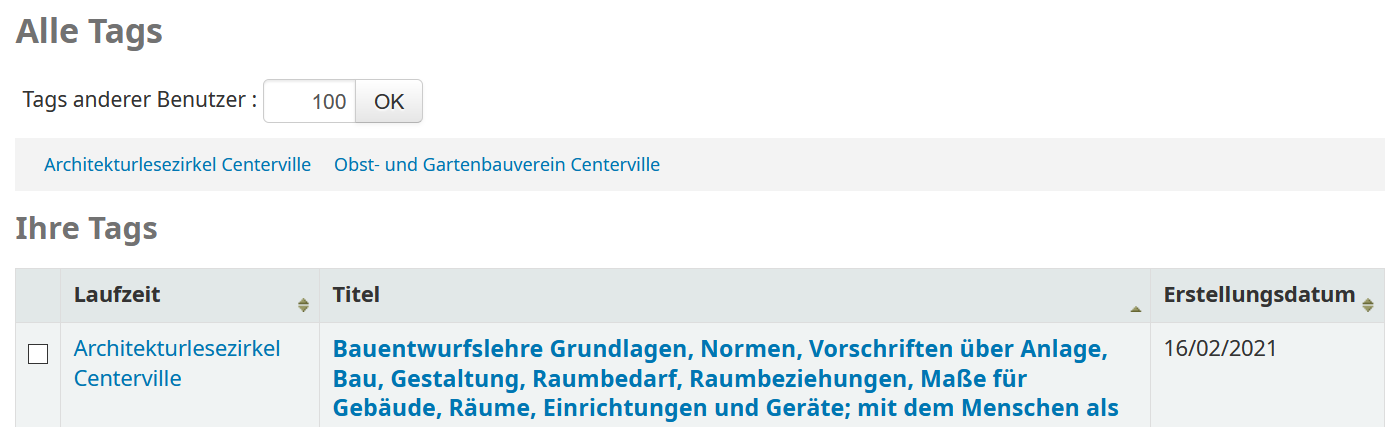 Alle Tags
Tags anderer Benutzer : 100 OK
Architekturlesezirkel Centerville Obst- und Gartenbauverein Centerville
Ihre Tags
Laufzeit Titel Erstellungsdatum
Architekturlesezirkel Bauentwurfslehre Grundlagen, Normen, Vorschriften über Anlage, 16/02/2021
Centerville Bau, Gestaltung, Raumbedarf, Raumbeziehungen, Maße für
Gebäude, Räume, Einrichtungen und Geräte; mit dem Menschen als